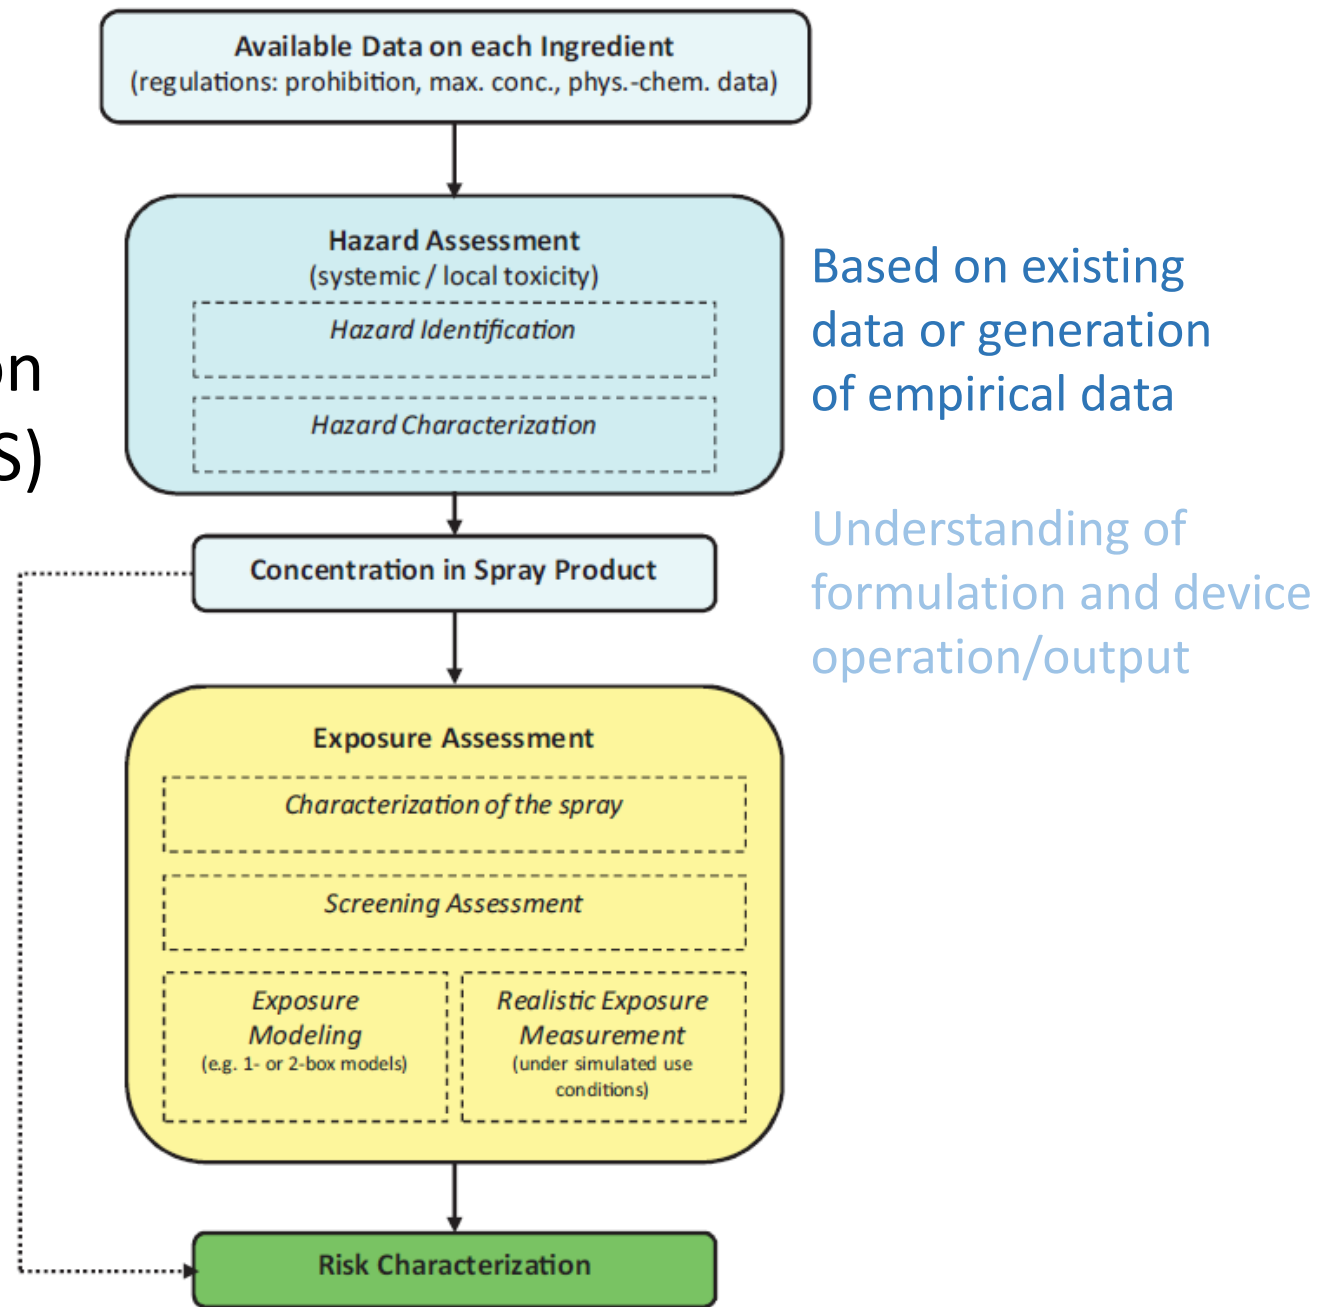 Available Data on each Ingredient
(regulations: prohibition, max. conc., phys.-chem. data)
Hazard Assessment
(systemic / local toxicity)
Hazard Identification
Hazard Characterization
Based on existing
data or generation
of empirical data
on
S)
Concentration in Spray Product
Understanding of
formulation and device
operation/output
Exposure Assessment
Characterization of the spray
Screening Assessment
Exposure
Modeling
(e.g. 1- or 2-box models)
Realistic Exposure
Measurement
(under simulated use
conditions)
Risk Characterization